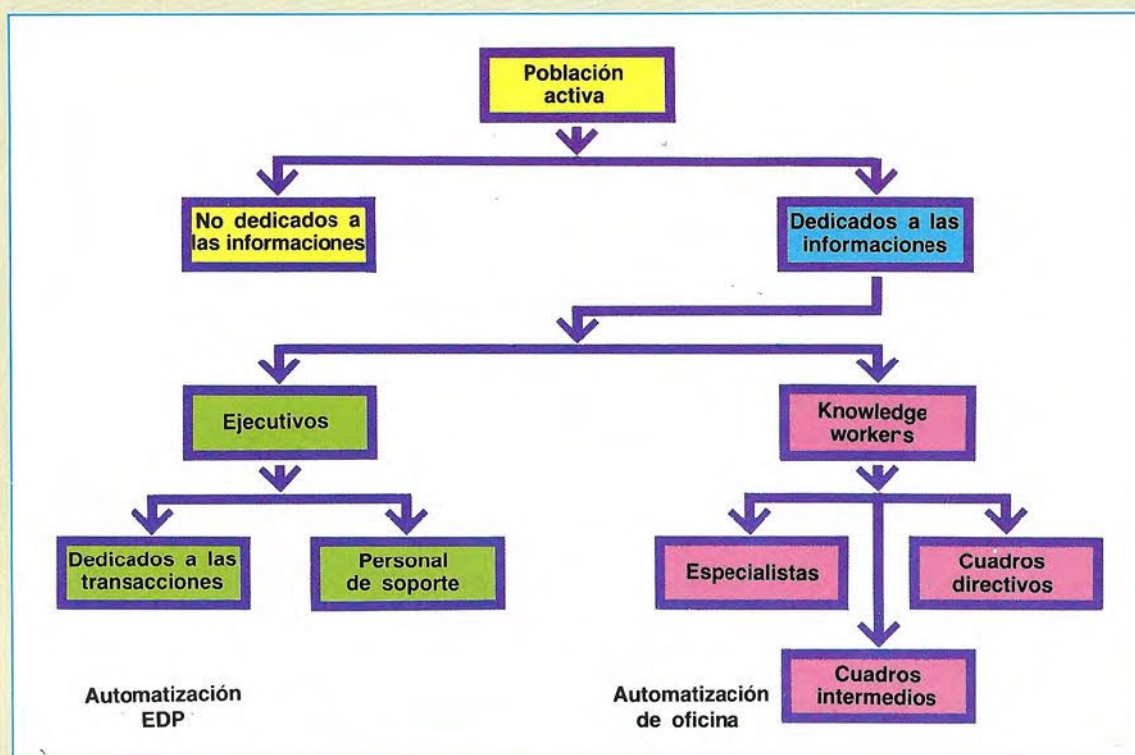 Población
activa
No dedicados a
las informaciones
Dedicados a las
informaciones
Ejecutivos
Knowledge
workers
Dedicados a las
transacciones
Personal
de soporte
Especialistas
Cuadros
directivos
Cuadros
intermedios
Automatización
EDP
Automatización
de oficina